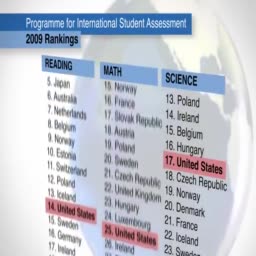 Programme for International Student Assessment
2009 Rankings
READING
5. Japan
6. Australia
7. Netherlands
8. Belgium
9. Norway
10. Estonia
11. Switzerland
12. Poland
13. Iceland
14. United States
15. Sweden
16. Germany
17. Ireland
MATH
15. Norway
16. France
17. Slovak Republic
18. Austria
19. Poland
20. Sweden
21. Czech Republic
22. United Kingdom
23. Hungary
24. Luxembourg
25. United States
26. Ireland
SCIENCE
13. Poland
14. Ireland
15. Belgium
16. Hungary
17. United States
18. Czech Republic
19. Norway
20. Denmark
21. France
22. Iceland
23. Sweden